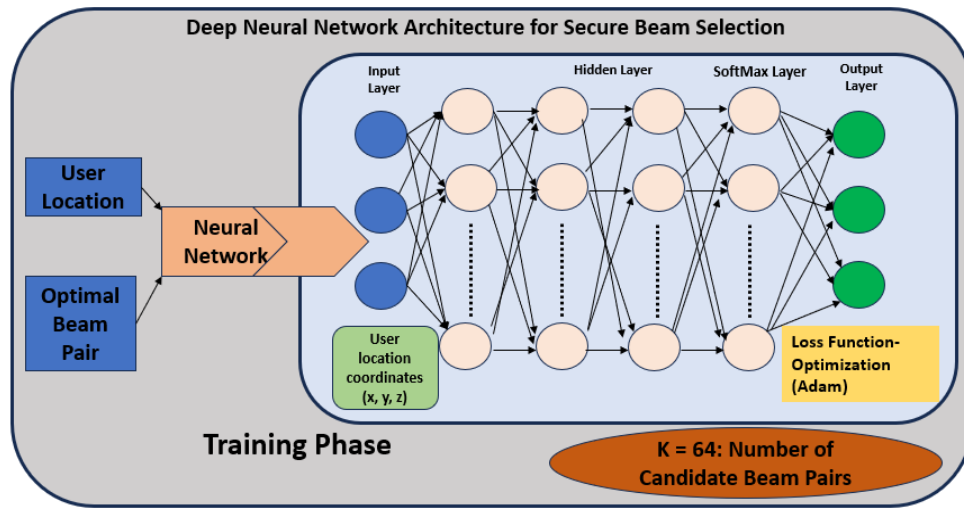 Deep Neural Network Architecture for Secure Beam Selection
Input
Layer
Hidden Layer
SoftMax Layer
Output
Layer
User
Location
Neural
Network
Optimal
Beam
Pair
User
location
coordinates
(x, y, z)
Loss Function-
Optimization
(Adam)
Training Phase
K = 64: Number of
Candidate Beam Pairs